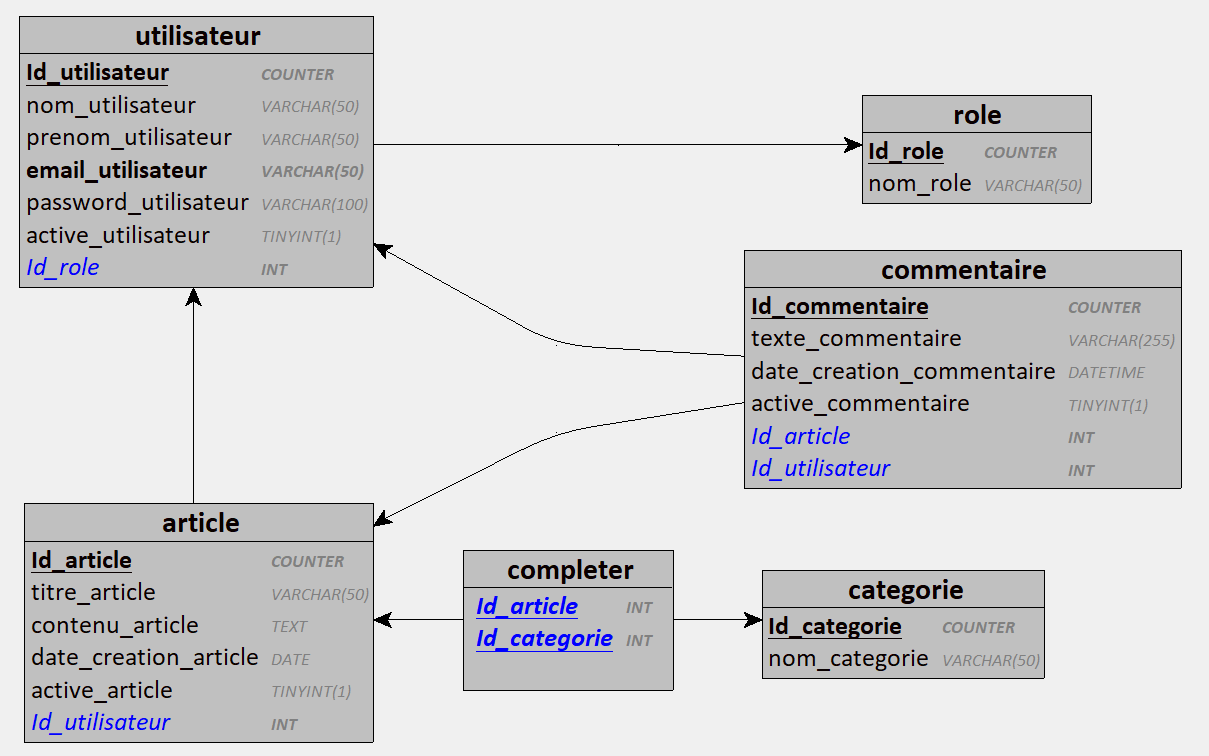 utilisateur
Id_utilisateur COUNTER
nom_utilisateur VARCHAR(50)
prenom_utilisateur VARCHAR(50)
email_utilisateur VARCHAR(50)
password_utilisateur VARCHAR(100)
active_utilisateur TINYINT(1)
Id_role INT
role
Id_role COUNTER
nom_role VARCHAR(50)
commentaire
Id_commentaire COUNTER
texte_commentaire VARCHAR(255)
date_creation_commentaire DATETIME
active_commentaire TINYINT(1)
Id_article INT
Id_utilisateur INT
article
Id_article COUNTER
titre_article VARCHAR(50)
contenu_article TEXT
date_creation_article DATE
active_article TINYINT(1)
Id_utilisateur INT
completer
Id_article INT
Id_categorie INT
categorie
Id_categorie COUNTER
nom_categorie VARCHAR(50)